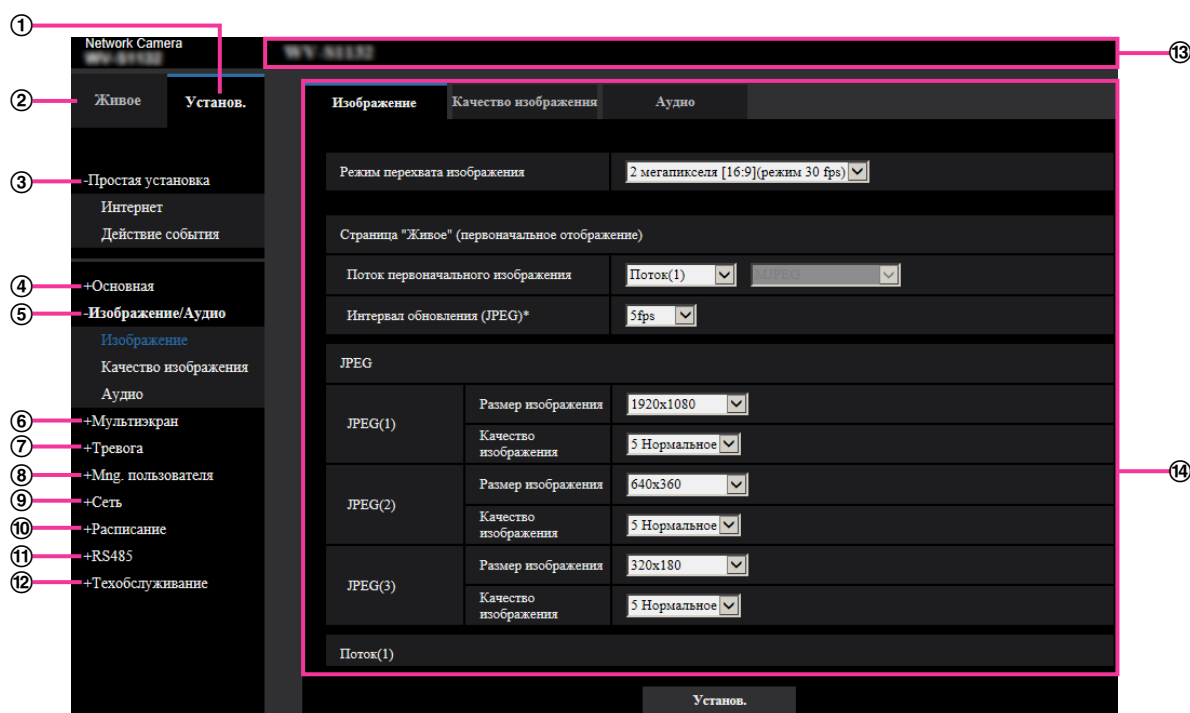 ①
Network Camera
WV-S1132
WV-S1132
⑬
② Живое Установ.
Изображение Качество изображения Аудио
③ -Простая установка
Интернет
Действие события
④ +Основная
⑤ -Изображение/Аудио
Изображение
Качество изображения
Аудио
⑥ +Мультиэкран
⑦ +Тревога
⑧ +Mng. пользователя
⑨ +Сеть
⑩ +Расписание
⑪ +RS485
⑫ +Техобслуживание
Режим перехвата изображения 2 мегапикселя [16:9](режим 30 fps)
Страница "Живое" (первоначальное отображение)
Поток первоначального изображения Поток(1) MJPEG
Интервал обновления (JPEG)* 5fps
JPEG
JPEG(1) Размер изображения 1920x1080
Качество изображения 5 Нормальное
JPEG(2) Размер изображения 640x360
Качество изображения 5 Нормальное
JPEG(3) Размер изображения 320x180
Качество изображения 5 Нормальное
Поток(1)
⑭
Установ.